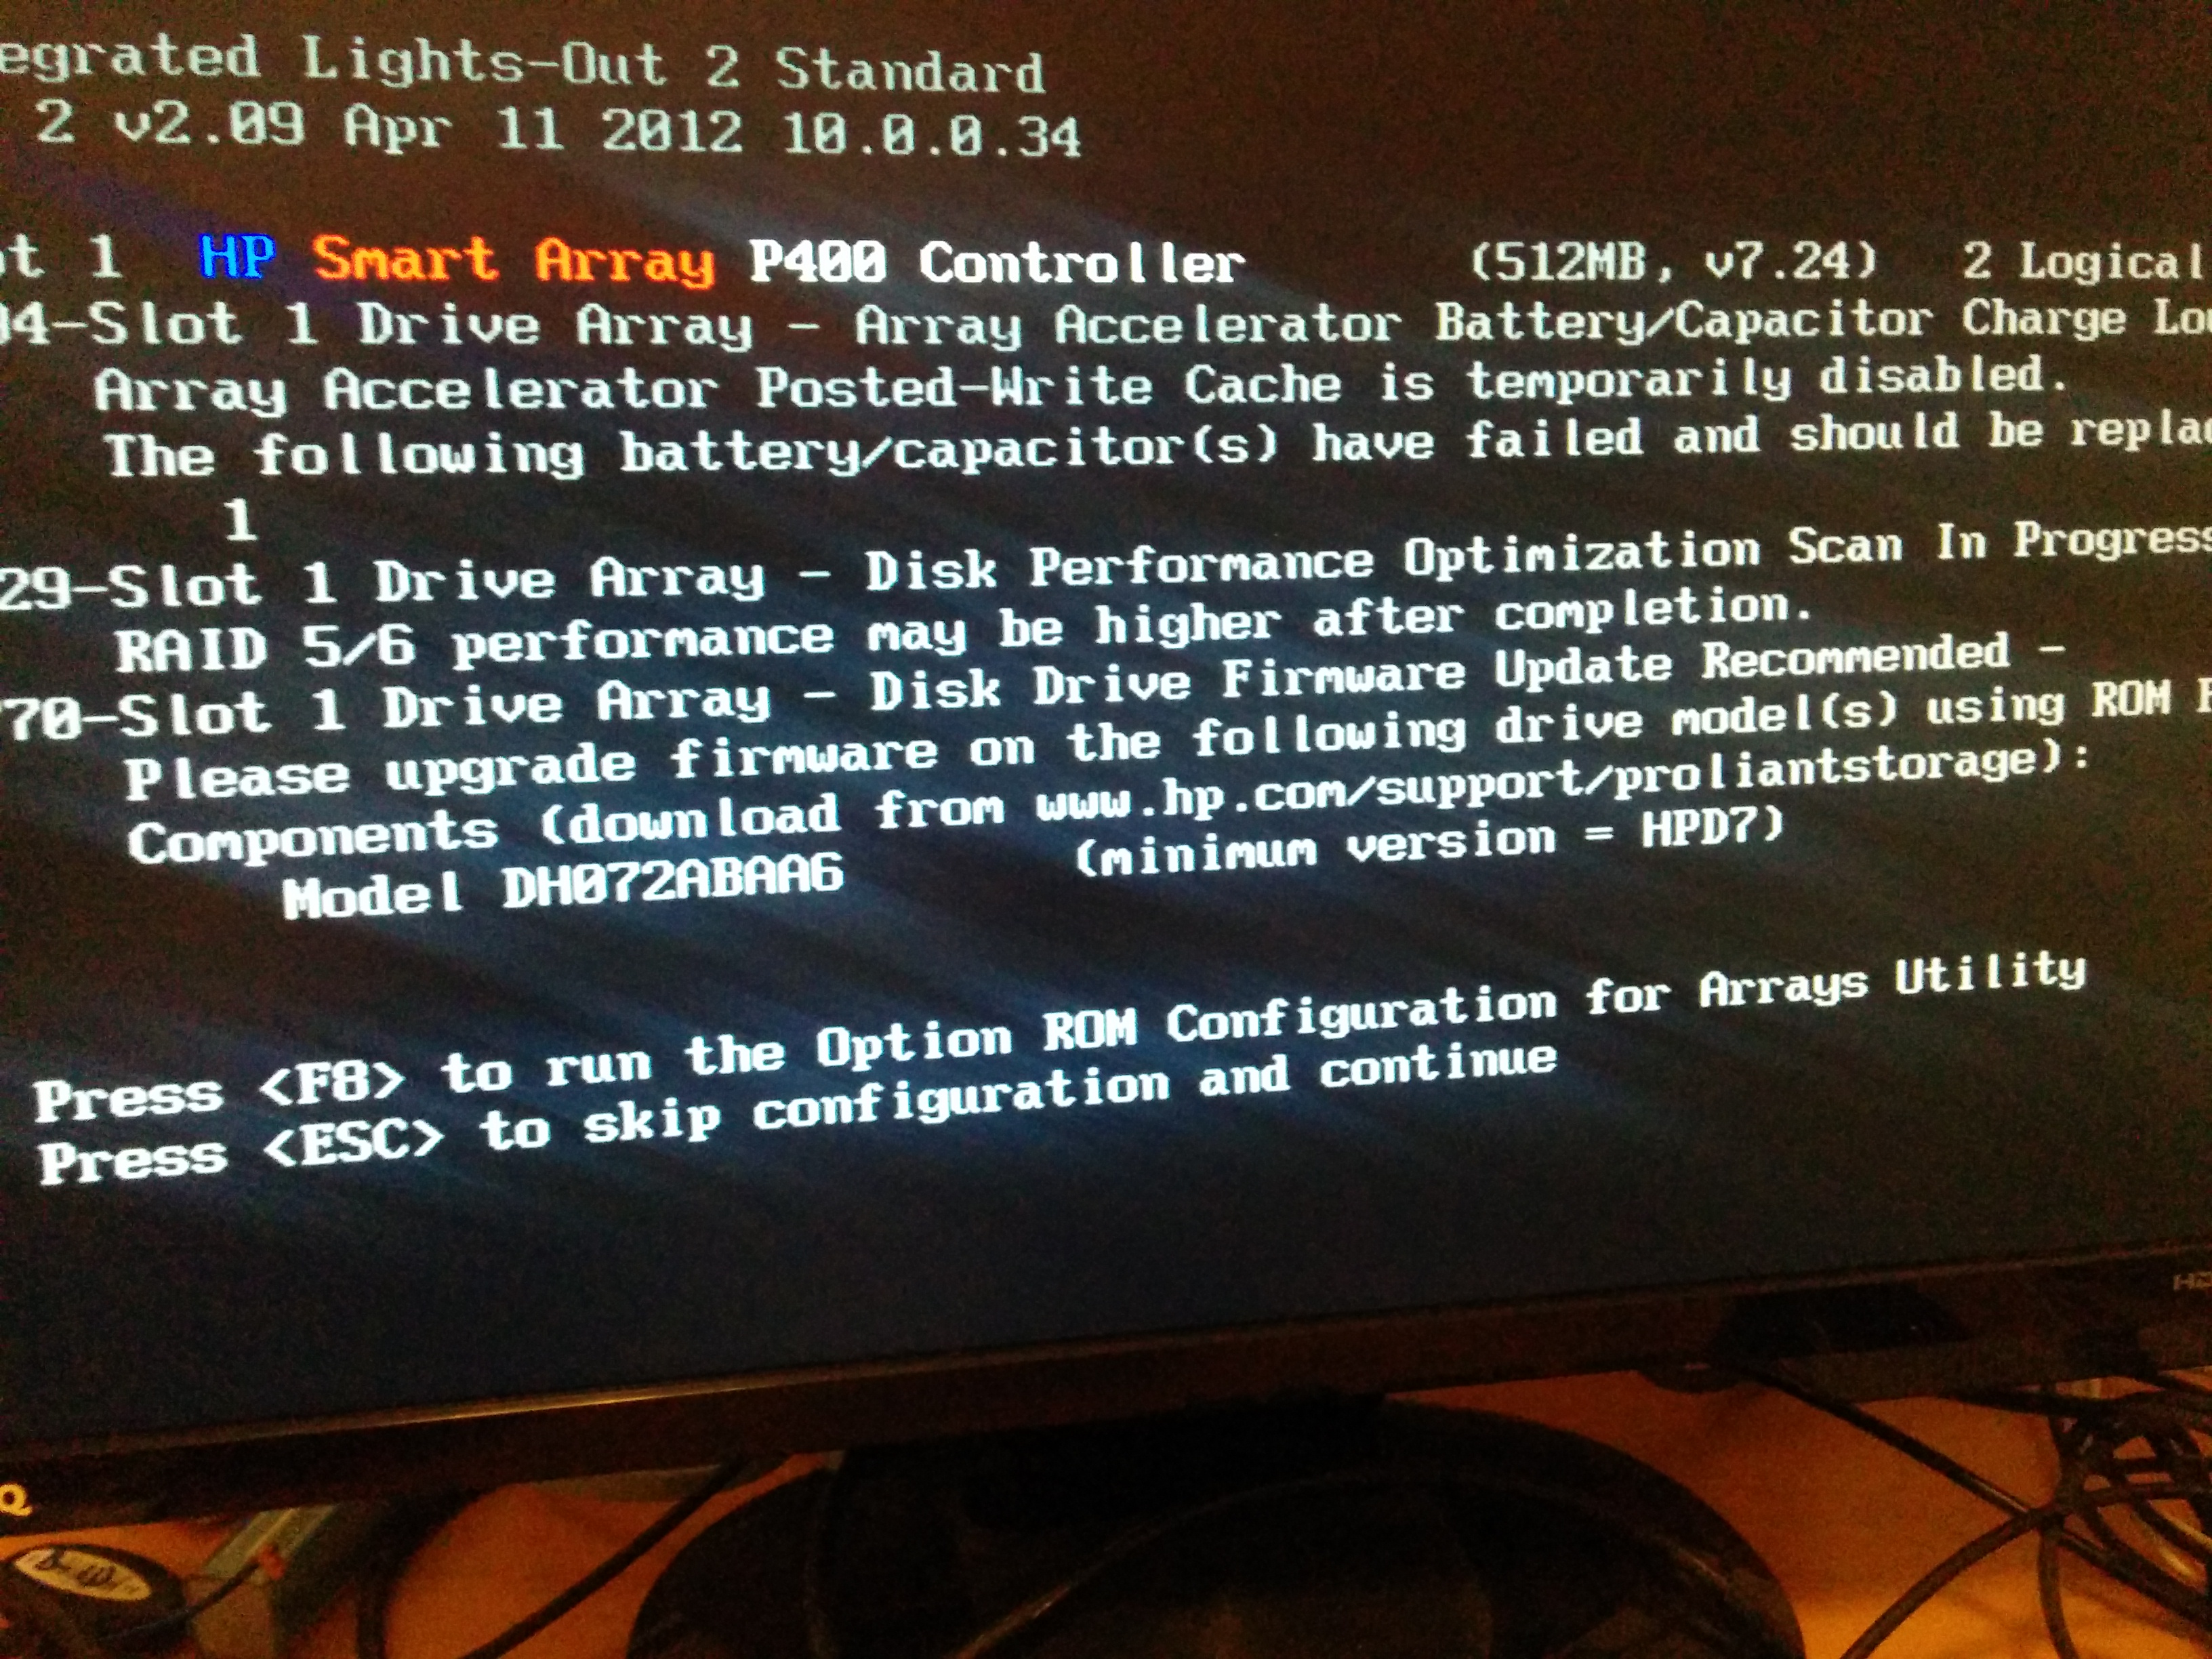 egrated Lights-Out 2 Standard
2 v2.09 Apr 11 2012 10.0.0.34
ot 1 HP Smart Array P400 Controller (512MB, v7.24) 2 Logical
04-Slot 1 Drive Array - Array Accelerator Battery/Capacitor Charge Lo
Array Accelerator Posted-Write Cache is temporarily disabled.
The following battery/capacitor(s) have failed and should be repla
1
29-Slot 1 Drive Array - Disk Performance Optimization Scan In Progress
RAID 5/6 performance may be higher after completion.
70-Slot 1 Drive Array - Disk Drive Firmware Update Recommended -
Please upgrade firmware on the following drive model(s) using ROM F
Components (download from www.hp.com/support/proliantstorage):
Model DH072ABAA6 (minimum version = HPD7)
Press <F8> to run the Option ROM Configuration for Arrays Utility
Press <ESC> to skip configuration and continue
Q